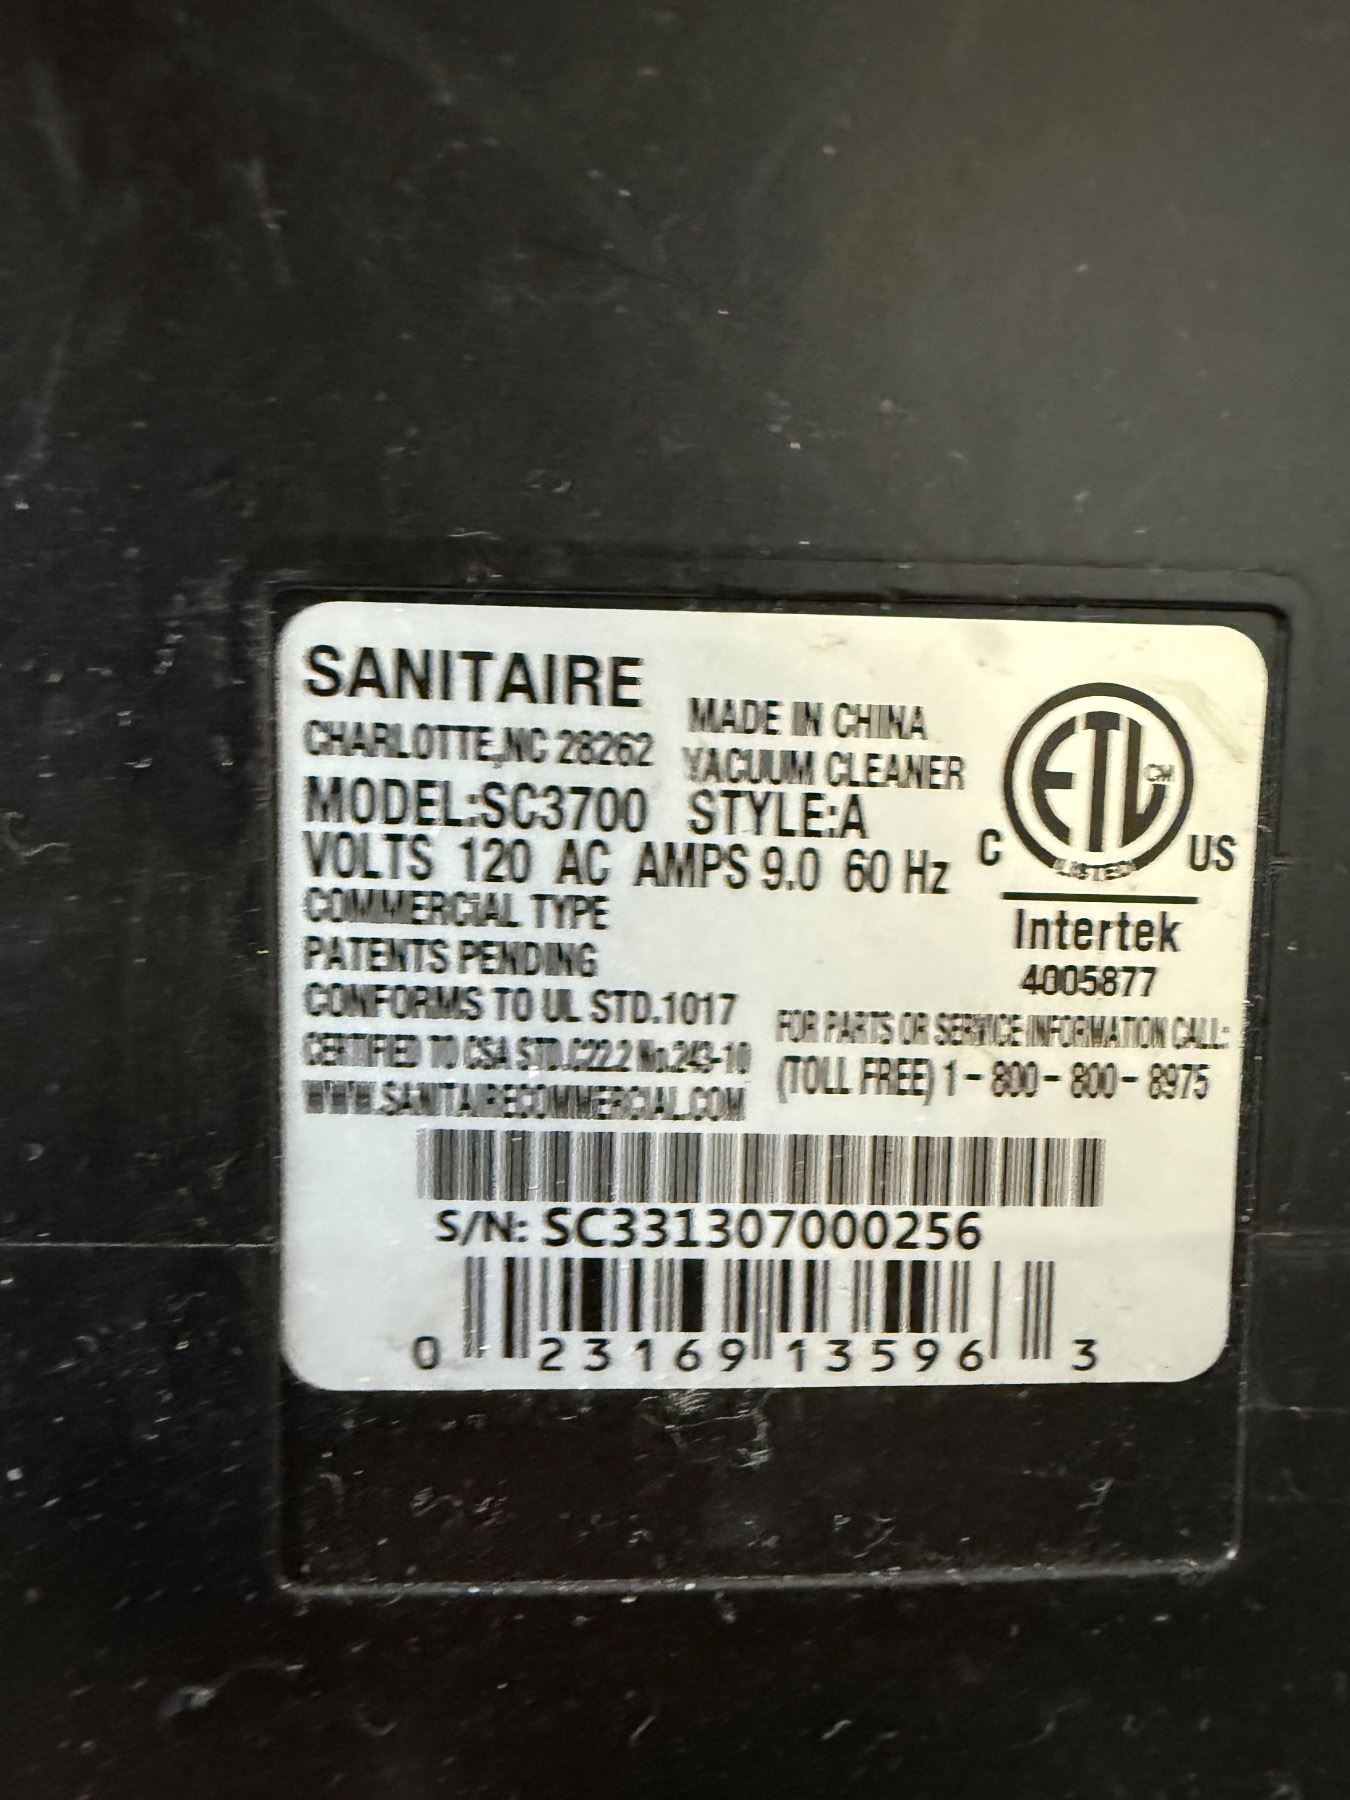 SANITAIRE
CHARLOTTE,NC 28262
MADE IN CHINA
VACUUM CLEANER
MODEL:SC3700 STYLE:A
VOLTS 120 AC AMPS 9.0 60 Hz
COMMERCIAL TYPE
PATENTS PENDING
CONFORMS TO UL STD.1017
CERTIFIED TO CSA STD.C22.2 No.243-10
WWW.SANITAIRECOMMERCIAL.COM
ETL CM
LISTED
C US
Intertek
4005877
FOR PARTS OR SERVICE INFORMATION CALL:
(TOLL FREE) 1-800-800-8975
S/N: SC331307000256
0 23169 13596 3